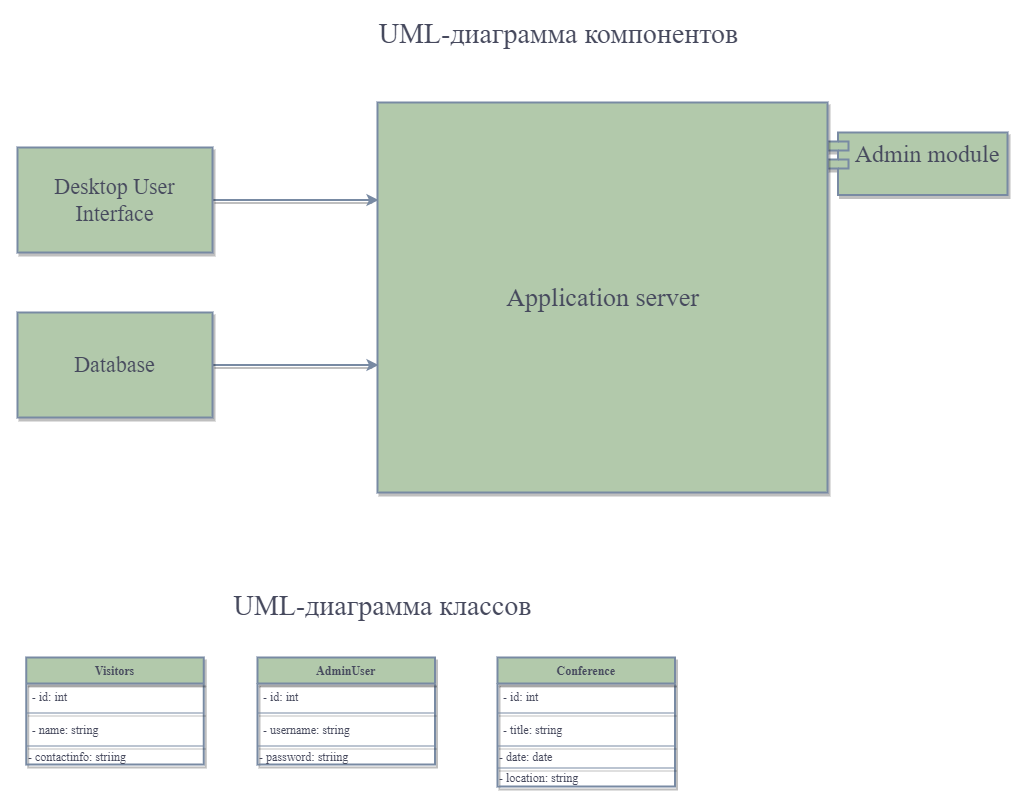 UML-диаграмма компонентов
Desktop User
Interface
Admin module
Application server
Database
UML-диаграмма классов
Visitors
- id: int
- name: string
- contactinfo: striing
AdminUser
- id: int
- username: string
- password: striing
Conference
- id: int
- title: string
- date: date
- location: string